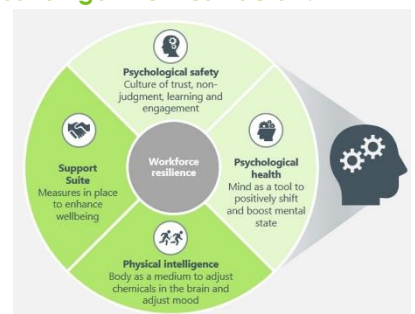 Psychological safety
Culture of trust, non-
judgment, learning and
engagement
Support
Suite
Measures in place
to enhance
wellbeing
Workforce
resilience
Psychological
health
Mind as a tool to
positively shift
and boost mental
state
Physical intelligence
Body as a medium to adjust
chemicals in the brain and
adjust mood